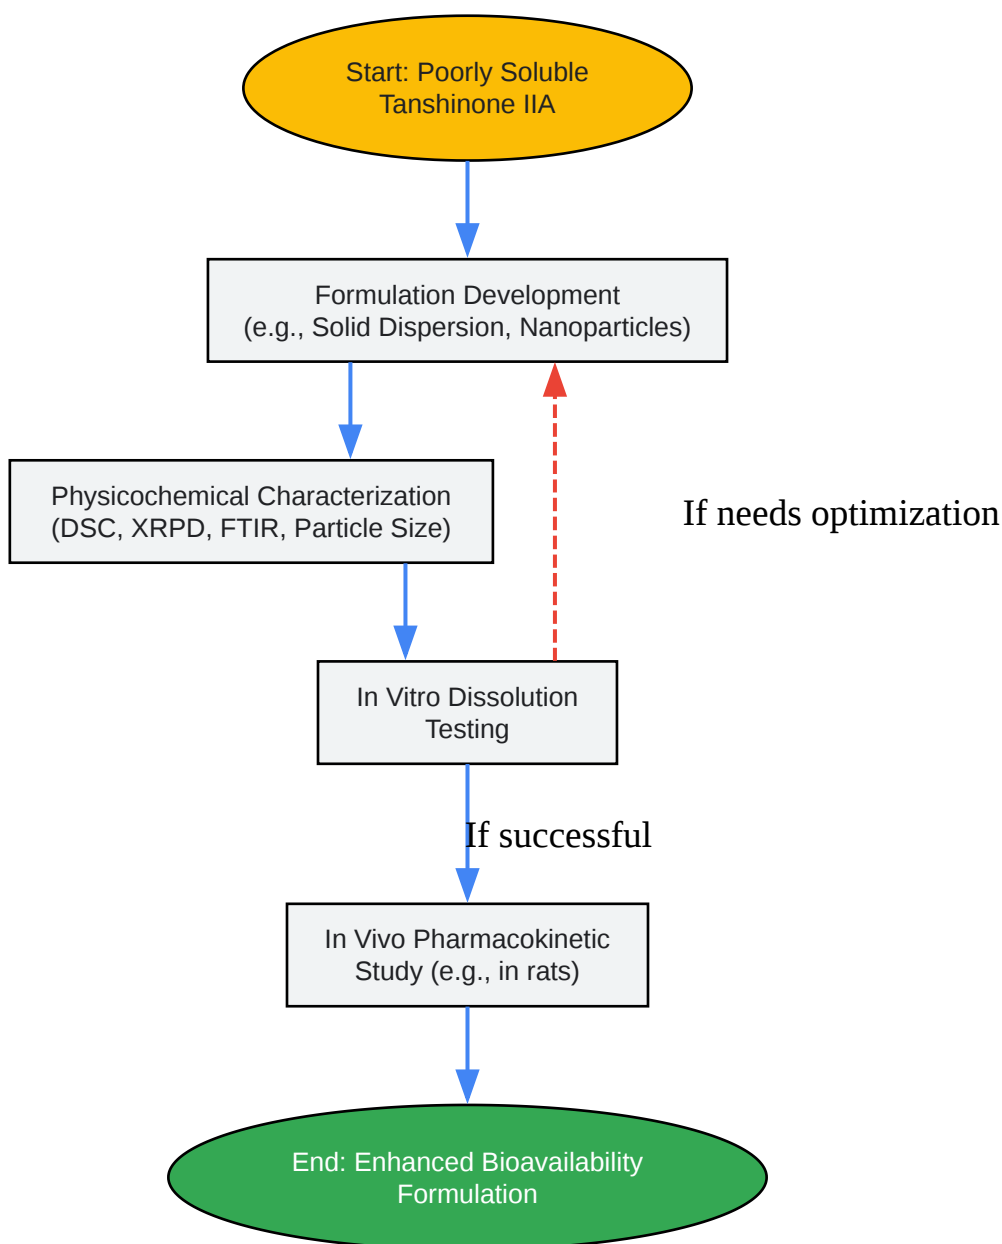 Start: Poorly Soluble
Tanshinone IIA
Formulation Development
(e.g., Solid Dispersion, Nanoparticles)
Physicochemical Characterization
(DSC, XRPD, FTIR, Particle Size)
If needs optimization
In Vitro Dissolution
Testing
If successful
In Vivo Pharmacokinetic
Study (e.g., in rats)
End: Enhanced Bioavailability
Formulation